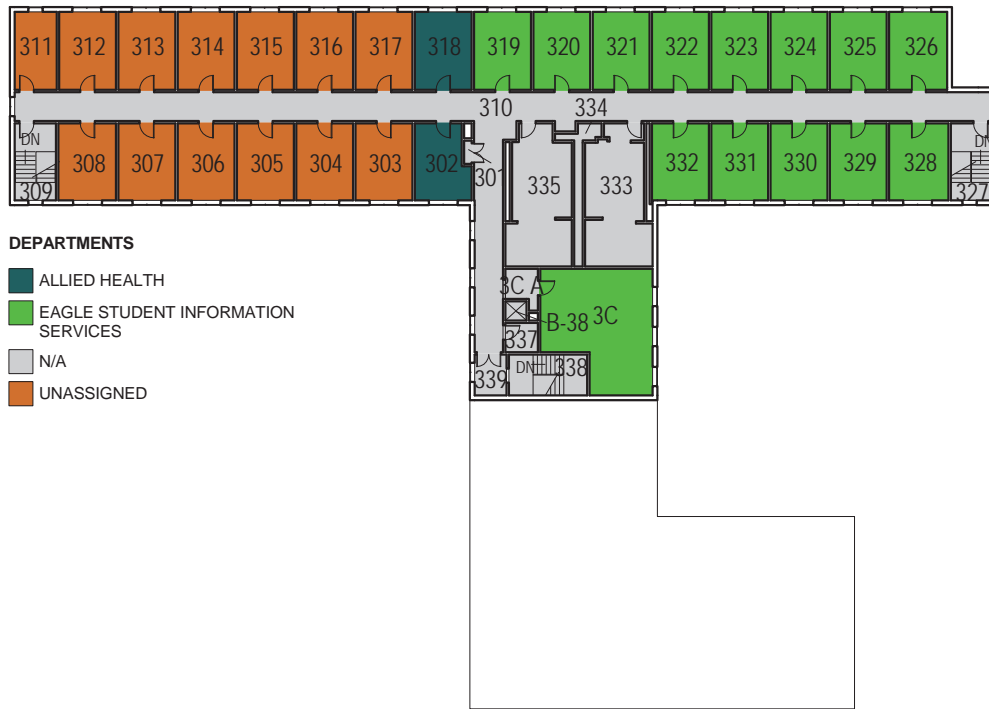 311 312 313 314 315 316 317 318 319 320 321 322 323 324 325 326
310 334
DN
309 308 307 306 305 304 303 302 301 335 333 332 331 330 329 328 327
DN
DEPARTMENTS
ALLIED HEALTH
EAGLE STUDENT INFORMATION
SERVICES
N/A
UNASSIGNED
3C A
B-38 3C
337
DN 338
339